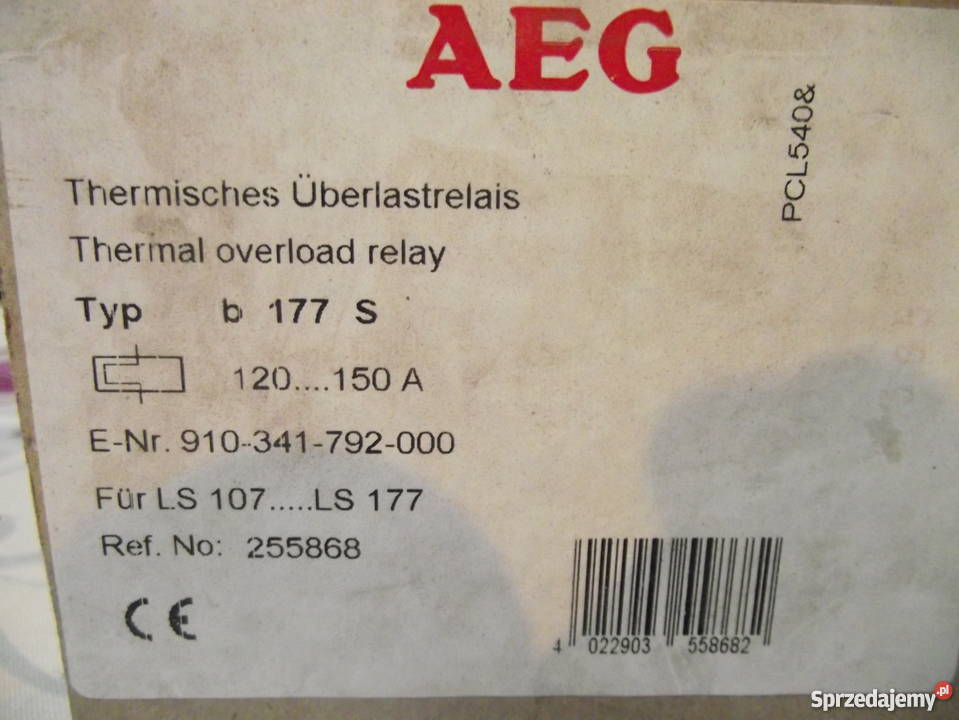 AEG
PCL540&
Thermisches Überlastrelais
Thermal overload relay
Typ b 177 S
120....150 A
E-Nr. 910-341-792-000
Für LS 107.....LS 177
Ref. No: 255868
CE
4 022903 558682
Sprzedajemy.pl